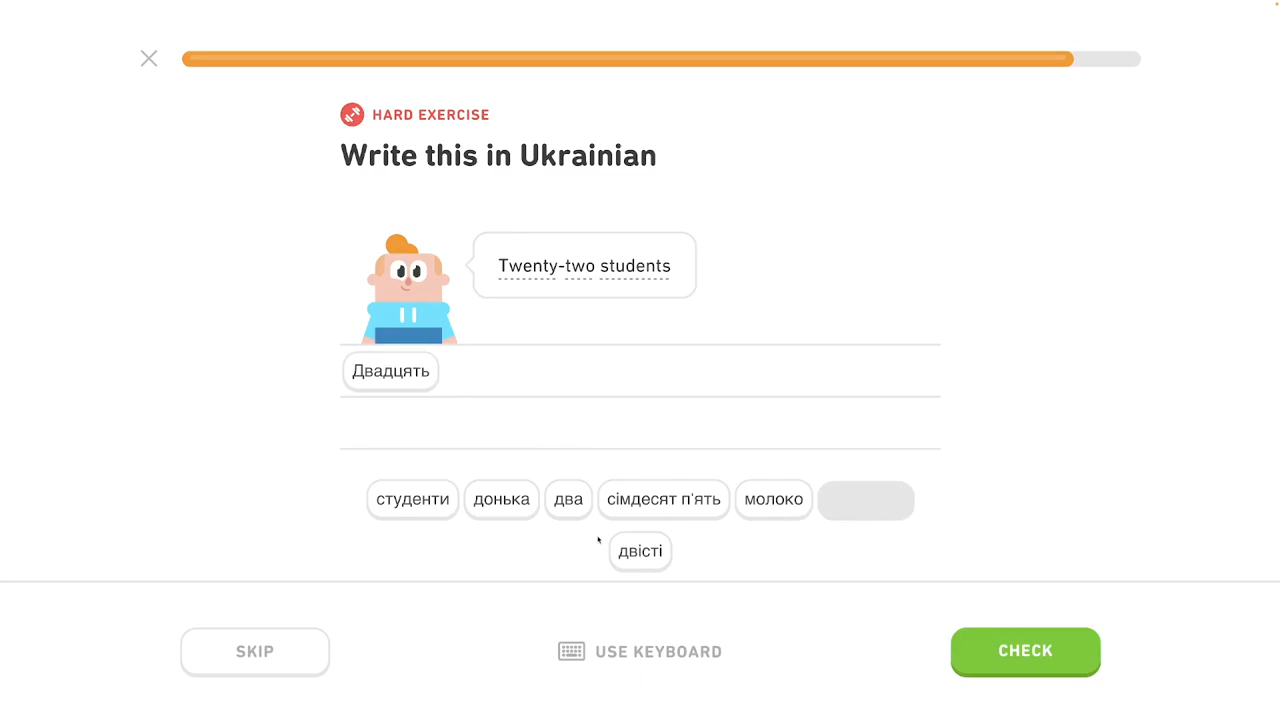 HARD EXERCISE
Write this in Ukrainian
Twenty-two students
Двадцять
студенти донька два сімдесят п'ять молоко
двісті
SKIP USE KEYBOARD CHECK